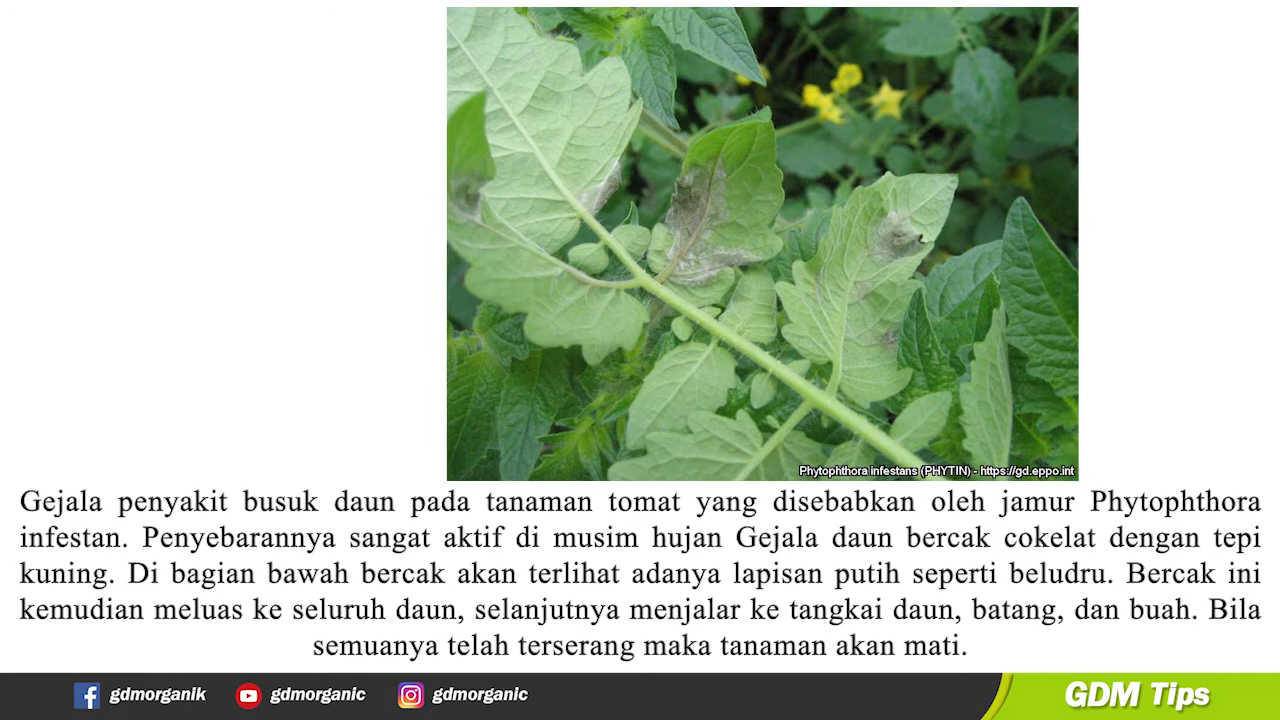 Phytophthora infestans (PHYTIN) - https://gd.eppo.int
Gejala penyakit busuk daun pada tanaman tomat yang disebabkan oleh jamur Phytophthora
infestan. Penyebarannya sangat aktif di musim hujan Gejala daun bercak cokelat dengan tepi
kuning. Di bagian bawah bercak akan terlihat adanya lapisan putih seperti beludru. Bercak ini
kemudian meluas ke seluruh daun, selanjutnya menjalar ke tangkai daun, batang, dan buah. Bila
semuanya telah terserang maka tanaman akan mati.
gdmorganik gdmorganic gdmorganic GDM Tips